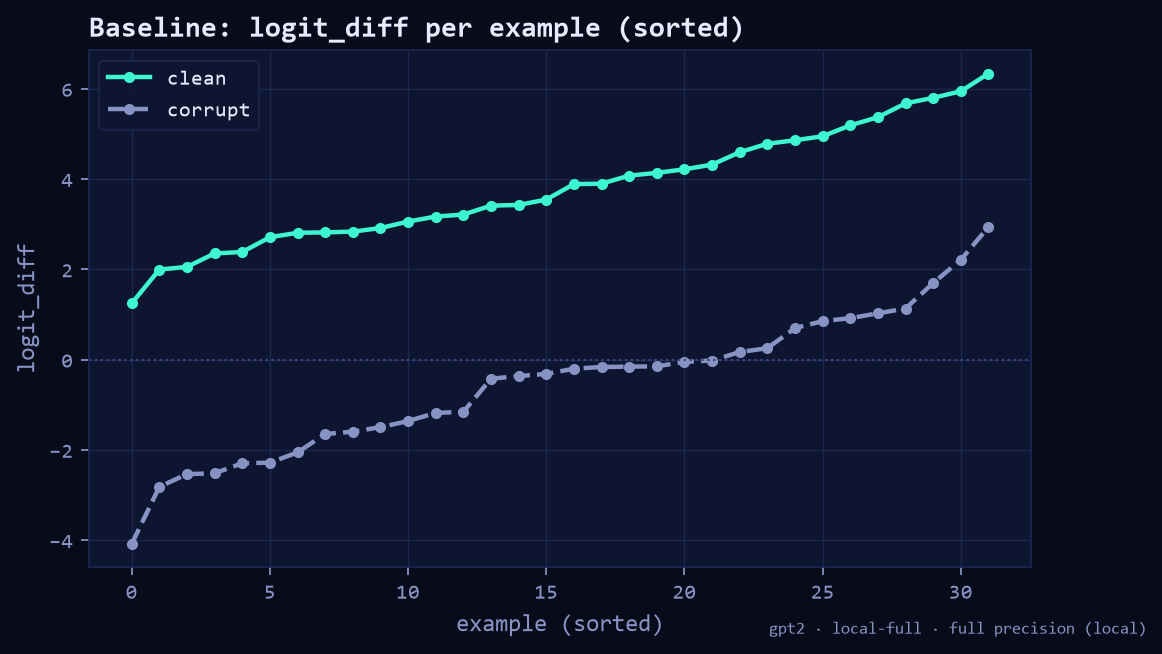 Baseline: logit_diff per example (sorted)
clean
corrupt
6
4
2
0
−2
−4
logit_diff
0 5 10 15 20 25 30
example (sorted)
gpt2 · local-full · full precision (local)